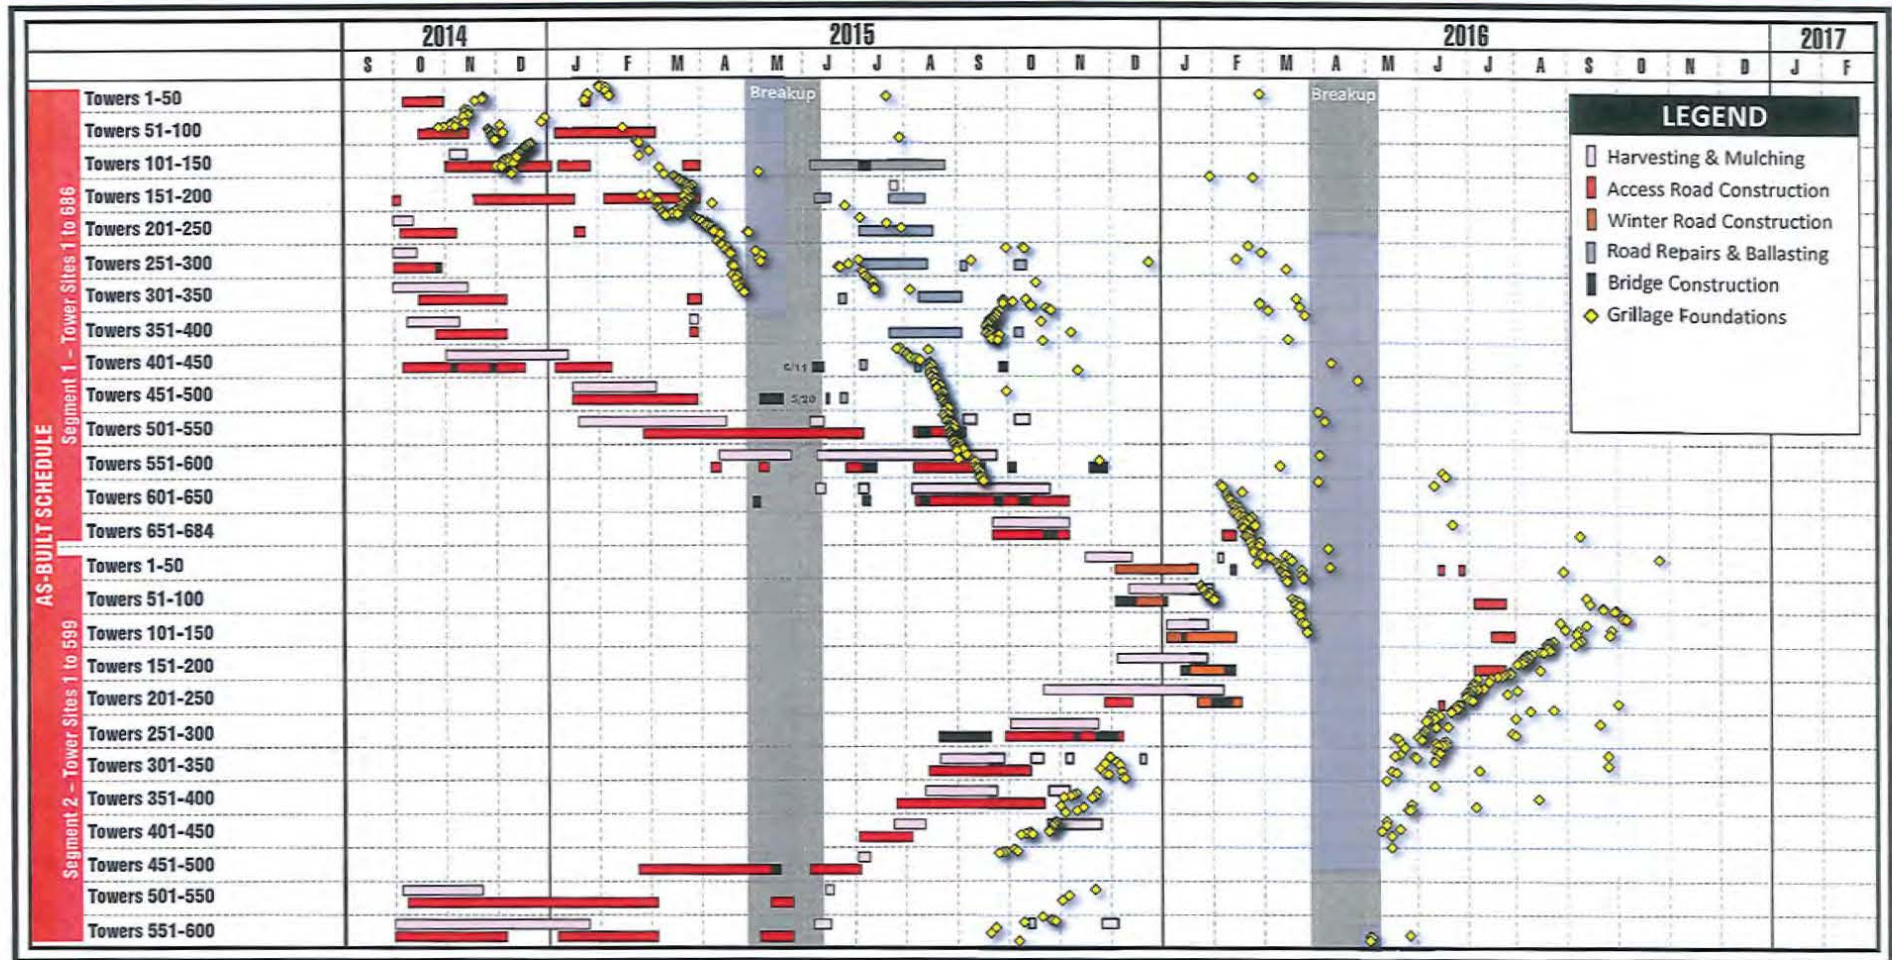 2014 2015 2016 2017
S O N D J F M A M J J A S O N D J F M A M J J A S O N D J F
AS-BUILT SCHEDULE
Segment 1 – Tower Sites 1 to 686
Breakup Breakup
Towers 1-50
Towers 51-100
Towers 101-150
Towers 151-200
Towers 201-250
Towers 251-300
Towers 301-350
Towers 351-400
Towers 401-450 6/11
Towers 451-500 5/20
Towers 501-550
Towers 551-600
Towers 601-650
Towers 651-684
Segment 2 – Tower Sites 1 to 599
Towers 1-50
Towers 51-100
Towers 101-150
Towers 151-200
Towers 201-250
Towers 251-300
Towers 301-350
Towers 351-400
Towers 401-450
Towers 451-500
Towers 501-550
Towers 551-600
LEGEND
Harvesting & Mulching
Access Road Construction
Winter Road Construction
Road Repairs & Ballasting
Bridge Construction
Grillage Foundations